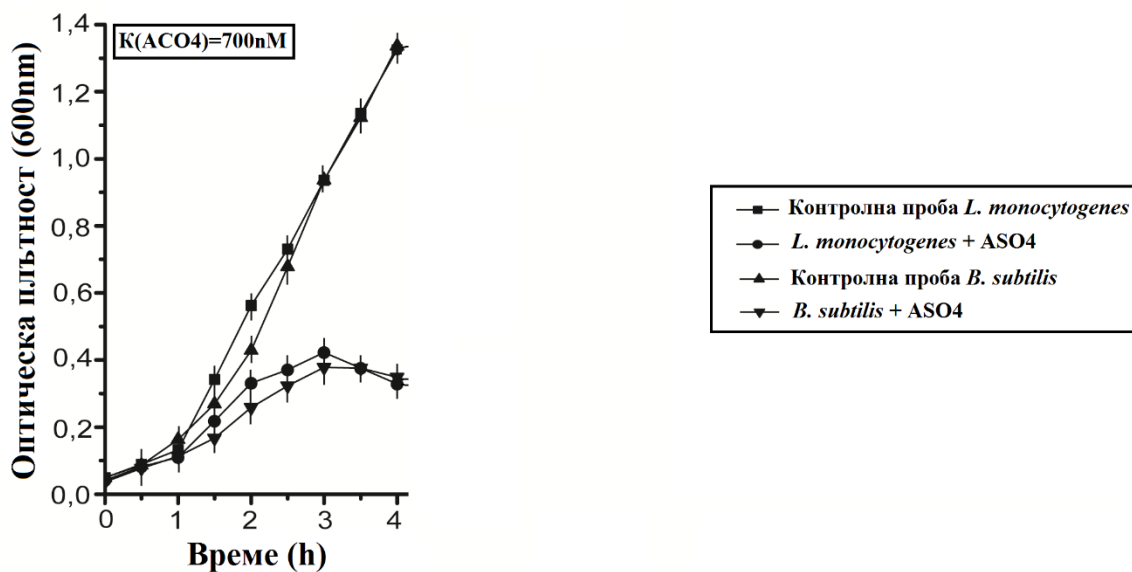 Оптическа плътност (600nm)
1,4
1,2
1,0
0,8
0,6
0,4
0,2
0,0
К(АСО4)=700nM
0 1 2 3 4
Време (h)
Контролна проба L. monocytogenes
L. monocytogenes + ASO4
Контролна проба B. subtilis
B. subtilis + ASO4